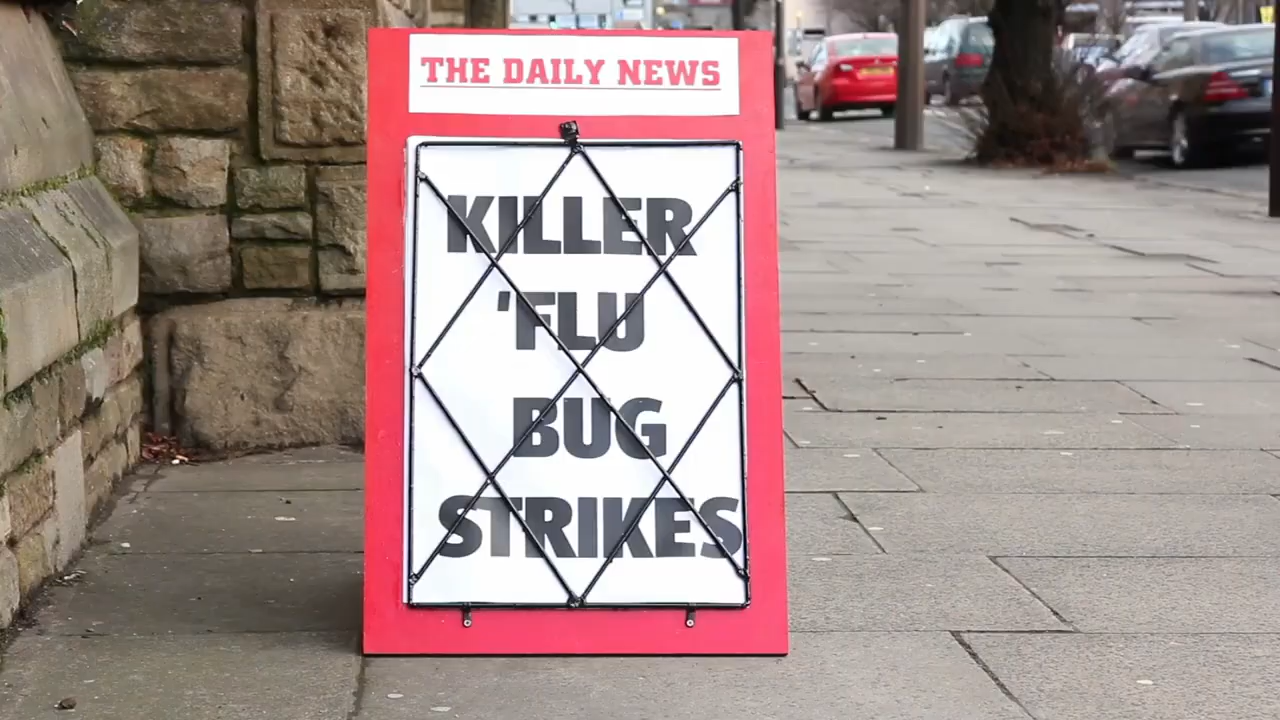 THE DAILY NEWS
KILLER
'FLU
BUG
STRIKES